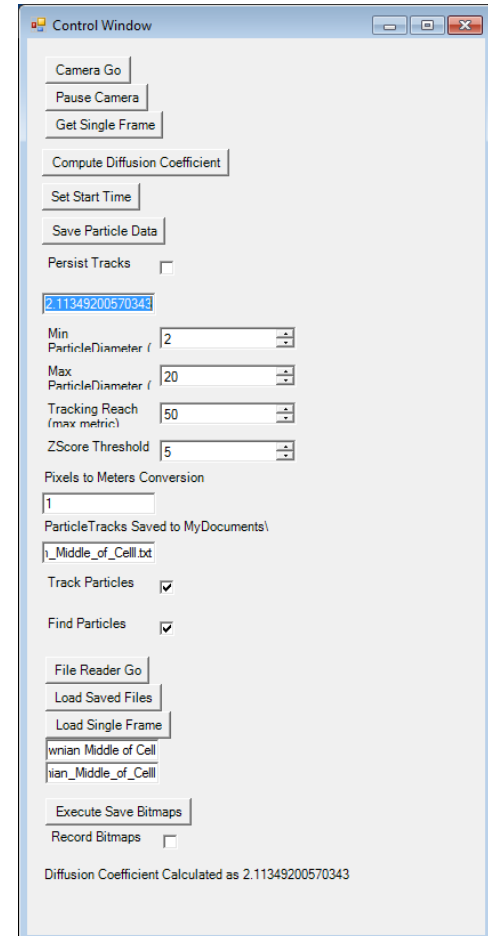 Control Window
Camera Go
Pause Camera
Get Single Frame
Compute Diffusion Coefficient
Set Start Time
Save Particle Data
Persist Tracks
2.11349200570343
Min
ParticleDiameter (
2
Max
ParticleDiameter (
20
Tracking Reach
(max metric)
50
ZScore Threshold
5
Pixels to Meters Conversion
1
ParticleTracks Saved to MyDocuments\
_Middle_of_Celll.txt
Track Particles
Find Particles
File Reader Go
Load Saved Files
Load Single Frame
wnian Middle of Cell
nian_Middle_of_Celll
Execute Save Bitmaps
Record Bitmaps
Diffusion Coefficient Calculated as 2.11349200570343